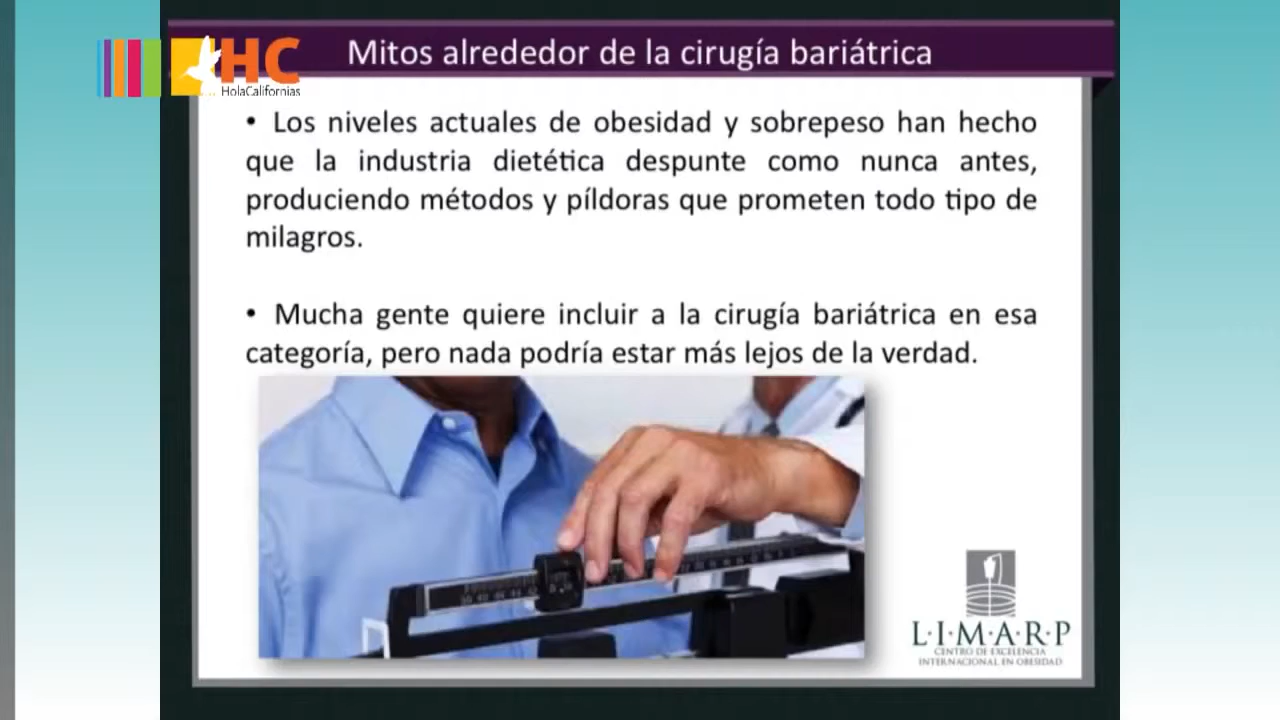 HC
HolaCalifornias
Mitos alrededor de la cirugía bariátrica
• Los niveles actuales de obesidad y sobrepeso han hecho
que la industria dietética despunte como nunca antes,
produciendo métodos y píldoras que prometen todo tipo de
milagros.
• Mucha gente quiere incluir a la cirugía bariátrica en esa
categoría, pero nada podría estar más lejos de la verdad.
L·I·M·A·R·P
CENTRO DE EXCELENCIA
INTERNACIONAL EN OBESIDAD